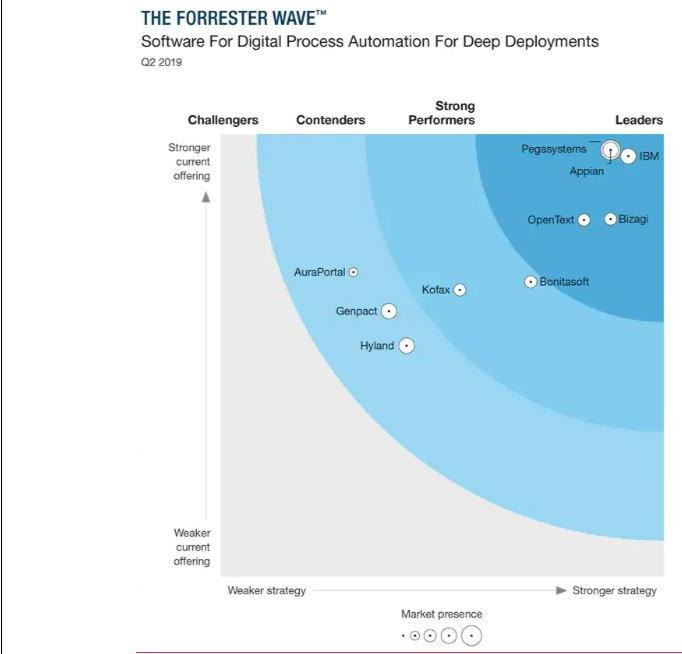 THE FORRESTER WAVE™
Software For Digital Process Automation For Deep Deployments
Q2 2019
Challengers
Contenders
Strong
Performers
Leaders
Stronger
current
offering
Pegasystems
IBM
Appian
OpenText
Bizagi
AuraPortal
Bonitasoft
Kofax
Genpact
Hyland
Weaker
current
offering
Weaker strategy
Stronger strategy
Market presence